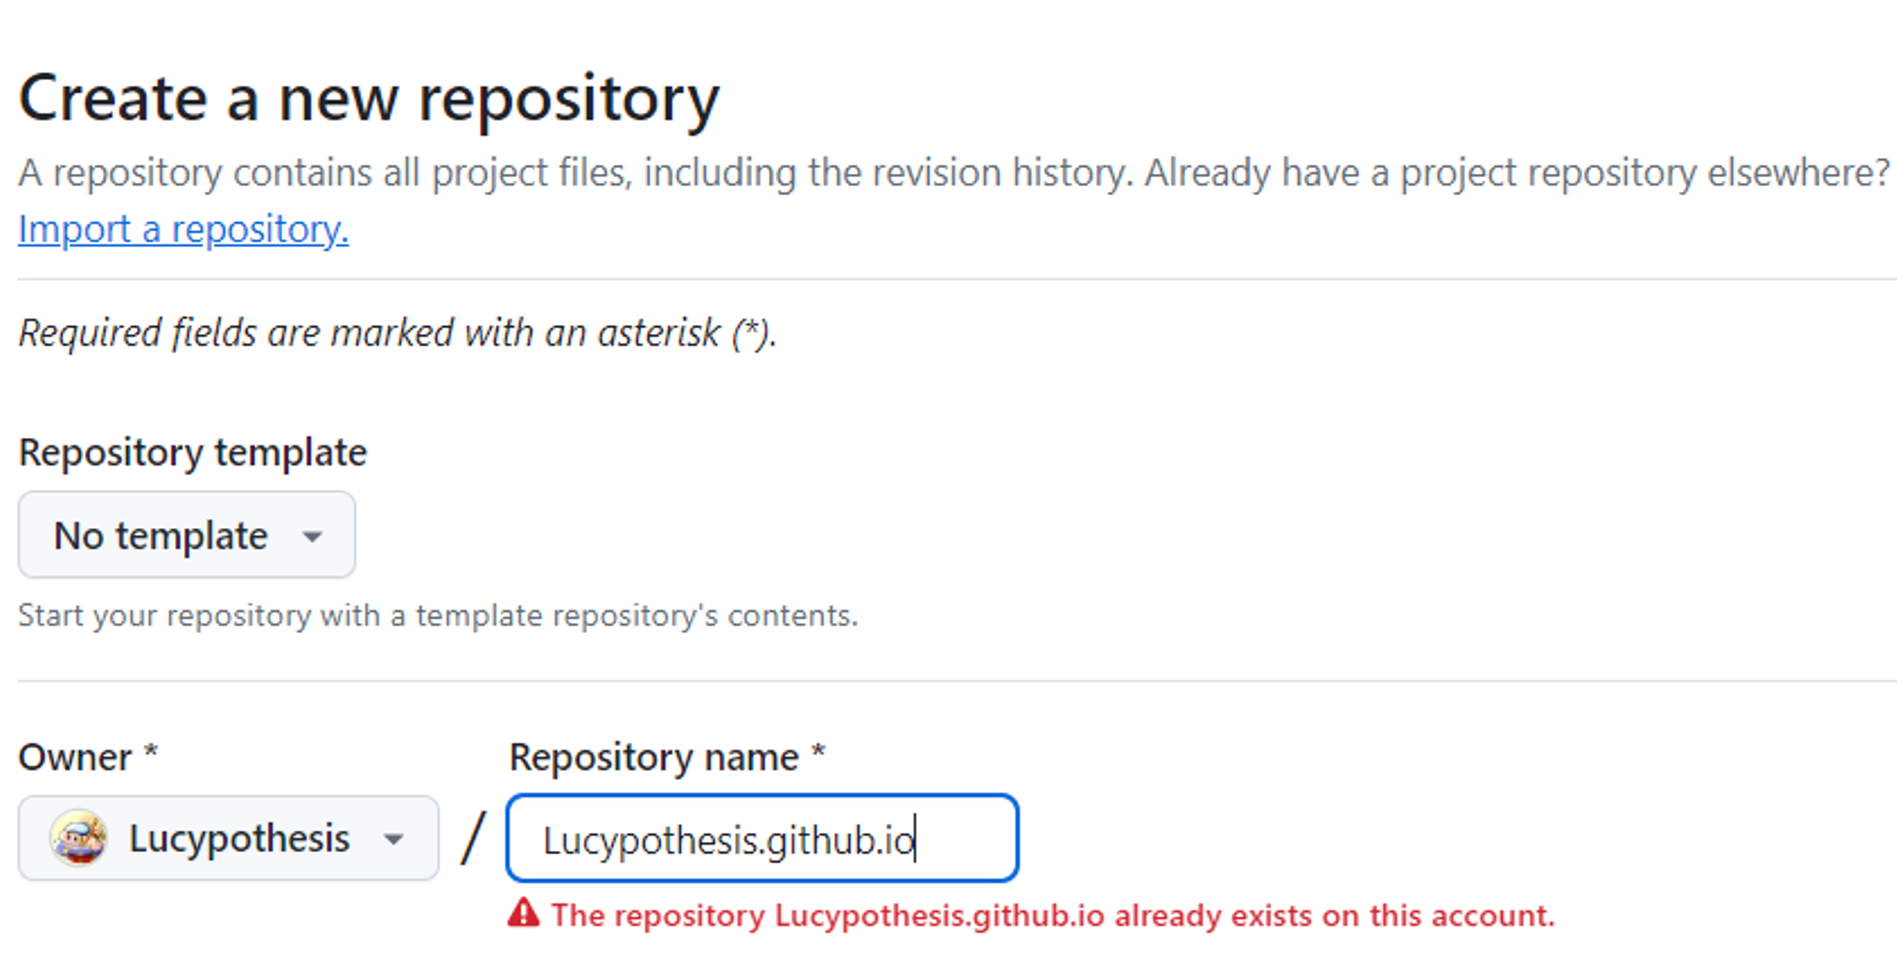 Create a new repository
A repository contains all project files, including the revision history. Already have a project repository elsewhere?
Import a repository.
Required fields are marked with an asterisk (*).
Repository template
No template
Start your repository with a template repository's contents.
Owner * Repository name *
Lucypothesis / Lucypothesis.github.io
The repository Lucypothesis.github.io already exists on this account.